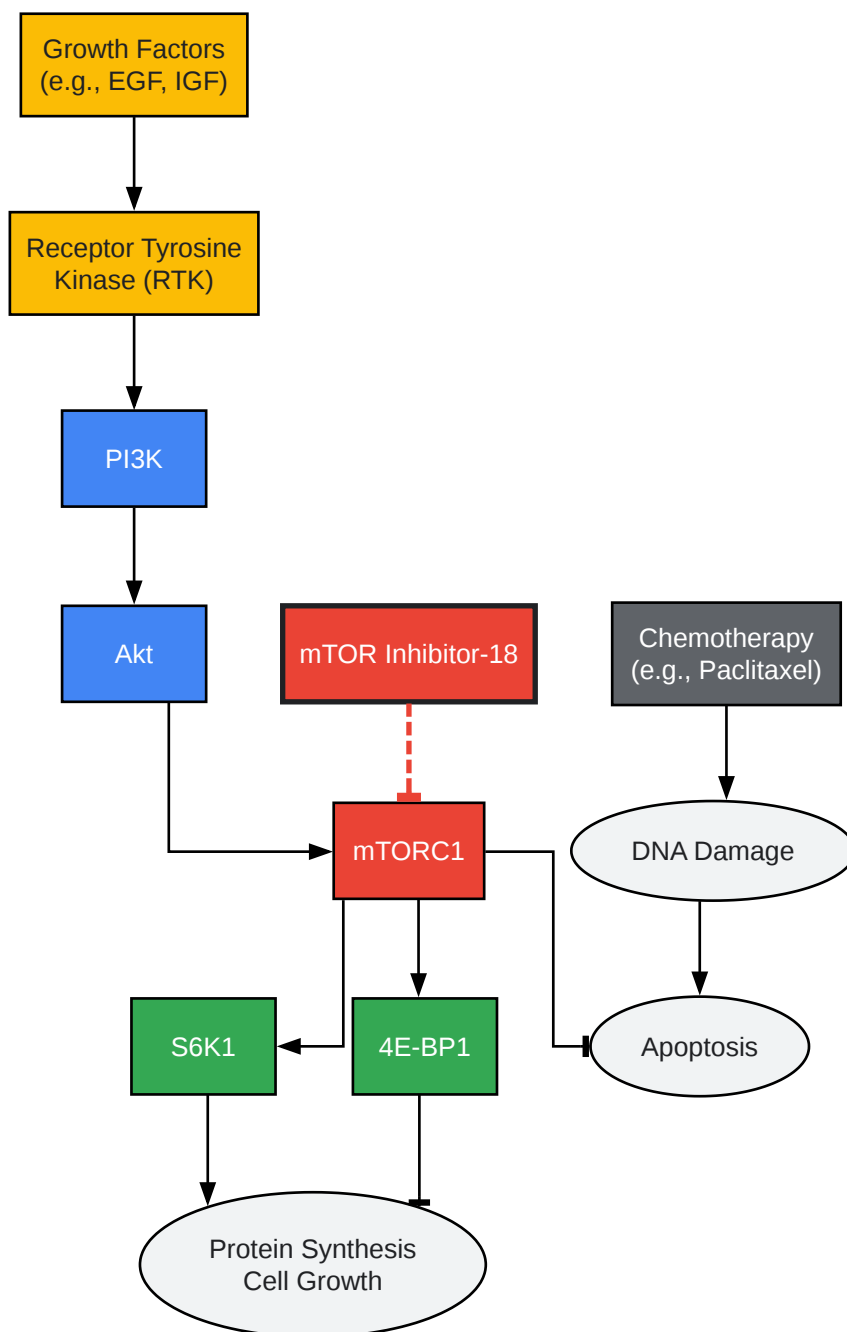 Growth Factors
(e.g., EGF, IGF)
Receptor Tyrosine
Kinase (RTK)
PI3K
Akt
mTOR Inhibitor-18
Chemotherapy
(e.g., Paclitaxel)
mTORC1
DNA Damage
S6K1
4E-BP1
Apoptosis
Protein Synthesis
Cell Growth